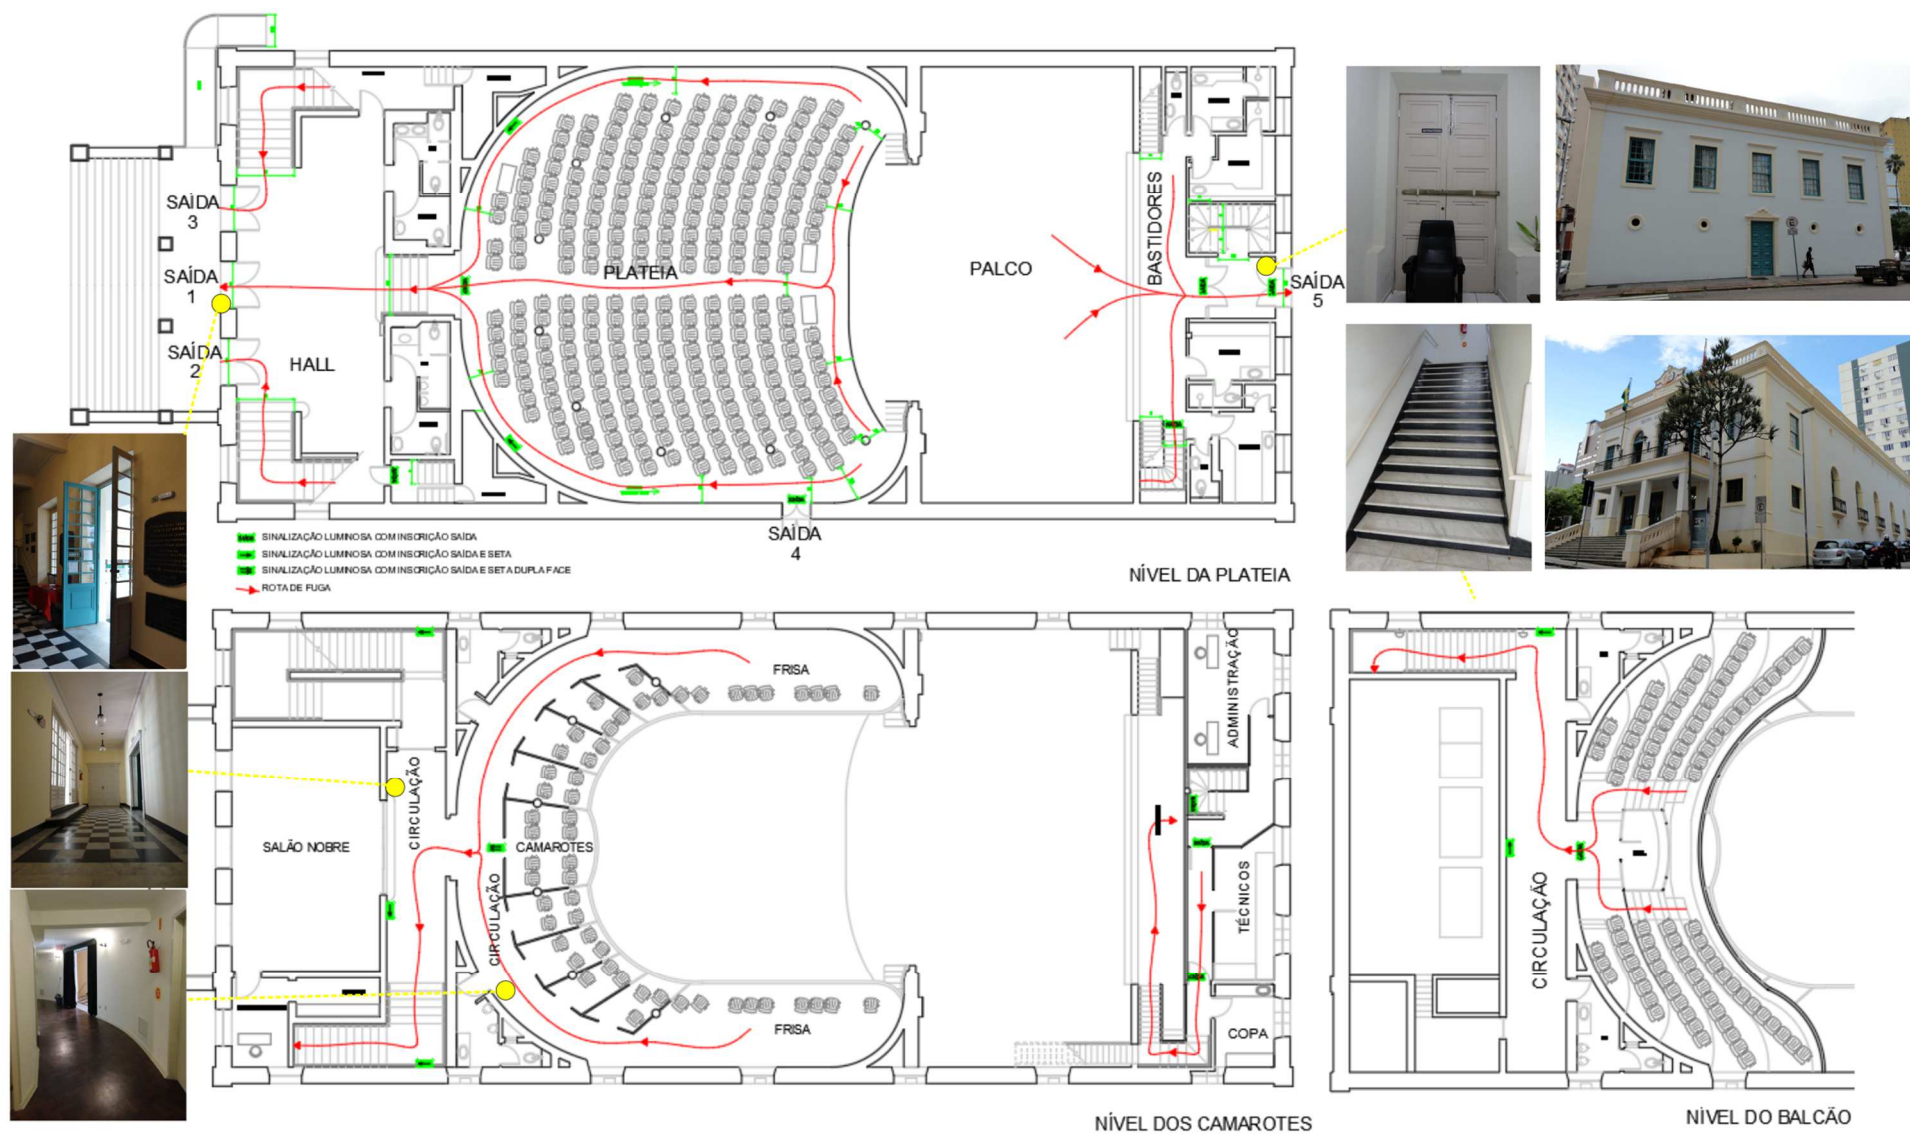 SAÍDA
3
SAÍDA
1
SAÍDA
2
HALL
PLATEIA
PALCO
BASTIDORES
SAÍDA
5
SAÍDA
4
SINALIZAÇÃO LUMINOSA COM INSCRIÇÃO SAÍDA
SINALIZAÇÃO LUMINOSA COM INSCRIÇÃO SAÍDA E SETA
SINALIZAÇÃO LUMINOSA COM INSCRIÇÃO SAÍDA E SETA DUPLA FACE
ROTA DE FUGA
NÍVEL DA PLATEIA
FRISA
ADMINISTRAÇÃO
CIRCULAÇÃO
SALÃO NOBRE
CAMAROTES
CIRCULAÇÃO
TÉCNICOS
FRISA
COPA
NÍVEL DOS CAMAROTES
CIRCULAÇÃO
NÍVEL DO BALCÃO